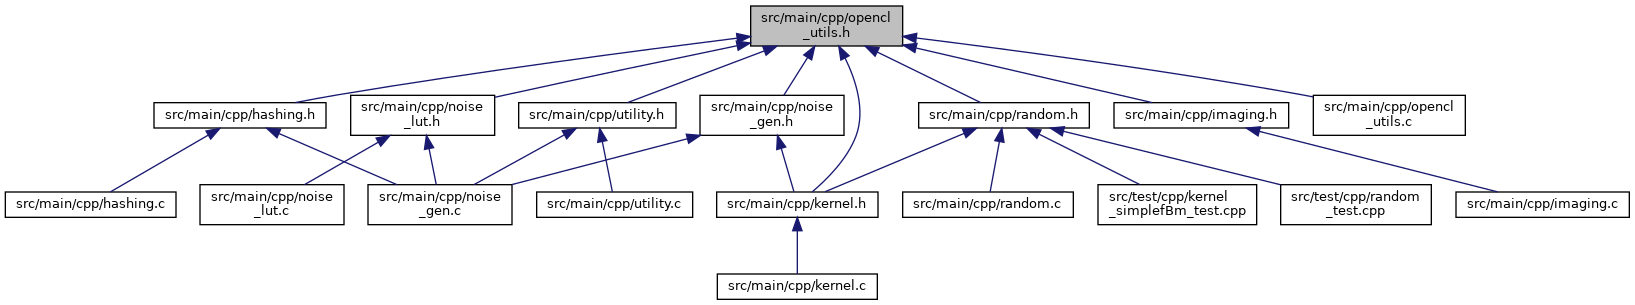 src/main/cpp/opencl
_utils.h
src/main/cpp/hashing.h
src/main/cpp/noise
_lut.h
src/main/cpp/utility.h
src/main/cpp/noise
_gen.h
src/main/cpp/random.h
src/main/cpp/imaging.h
src/main/cpp/opencl
_utils.c
src/main/cpp/hashing.c
src/main/cpp/noise
_lut.c
src/main/cpp/noise
_gen.c
src/main/cpp/utility.c
src/main/cpp/kernel.h
src/main/cpp/random.c
src/test/cpp/kernel
_simplefBm_test.cpp
src/test/cpp/random
_test.cpp
src/main/cpp/imaging.c
src/main/cpp/kernel.c